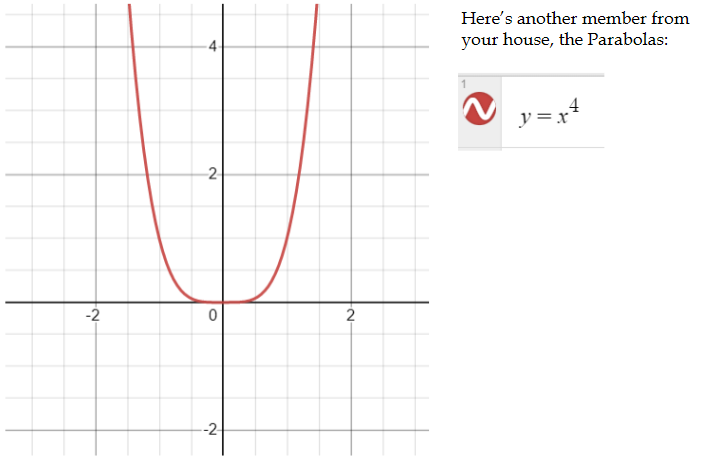 Here's another member from
your house, the Parabolas:
1
y = x⁴
4
2
-2
0
2
-2